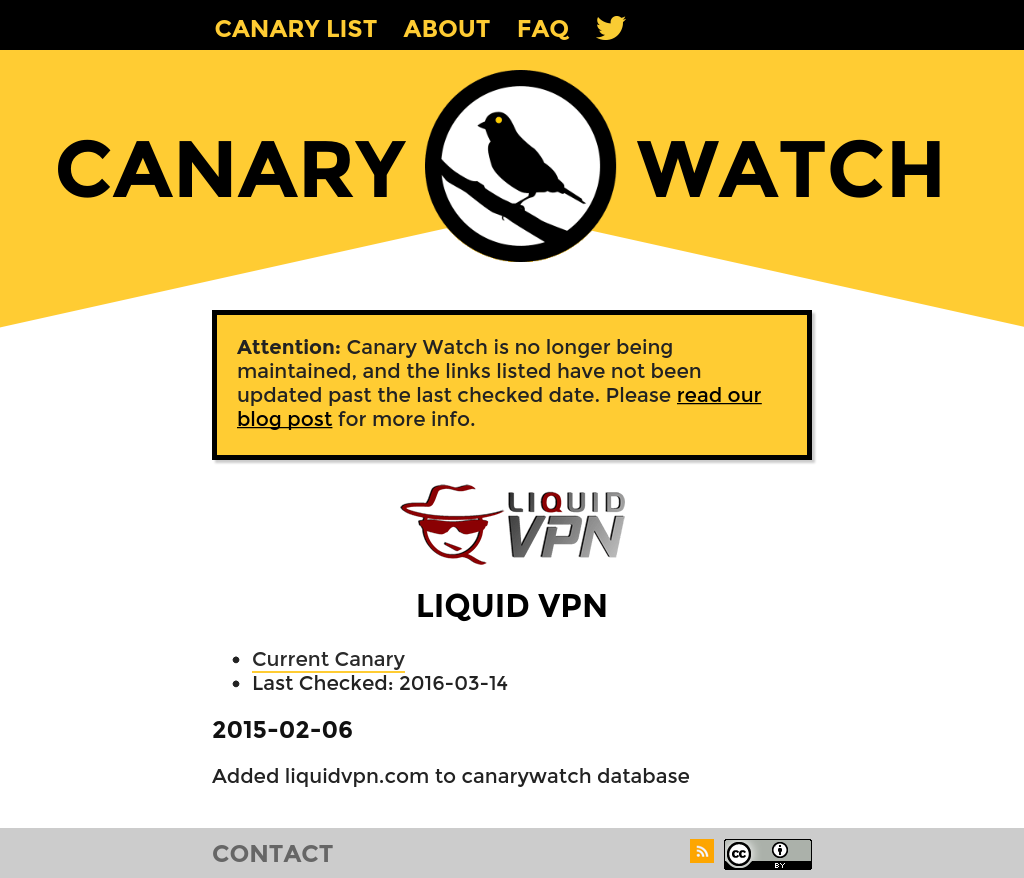 CANARY LIST ABOUT FAQ
CANARY WATCH
Attention: Canary Watch is no longer being
maintained, and the links listed have not been
updated past the last checked date. Please read our
blog post for more info.
LIQUID
VPN
LIQUID VPN
Current Canary
Last Checked: 2016-03-14
2015-02-06
Added liquidvpn.com to canarywatch database
CONTACT
cc
BY